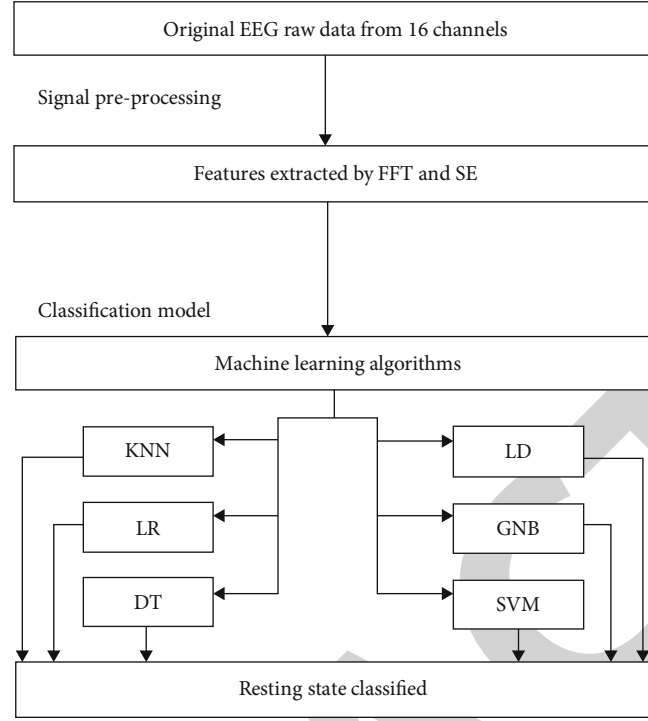 Original EEG raw data from 16 channels
Signal pre-processing
Features extracted by FFT and SE
Classification model
Machine learning algorithms
KNN
LD
LR
GNB
DT
SVM
Resting state classified